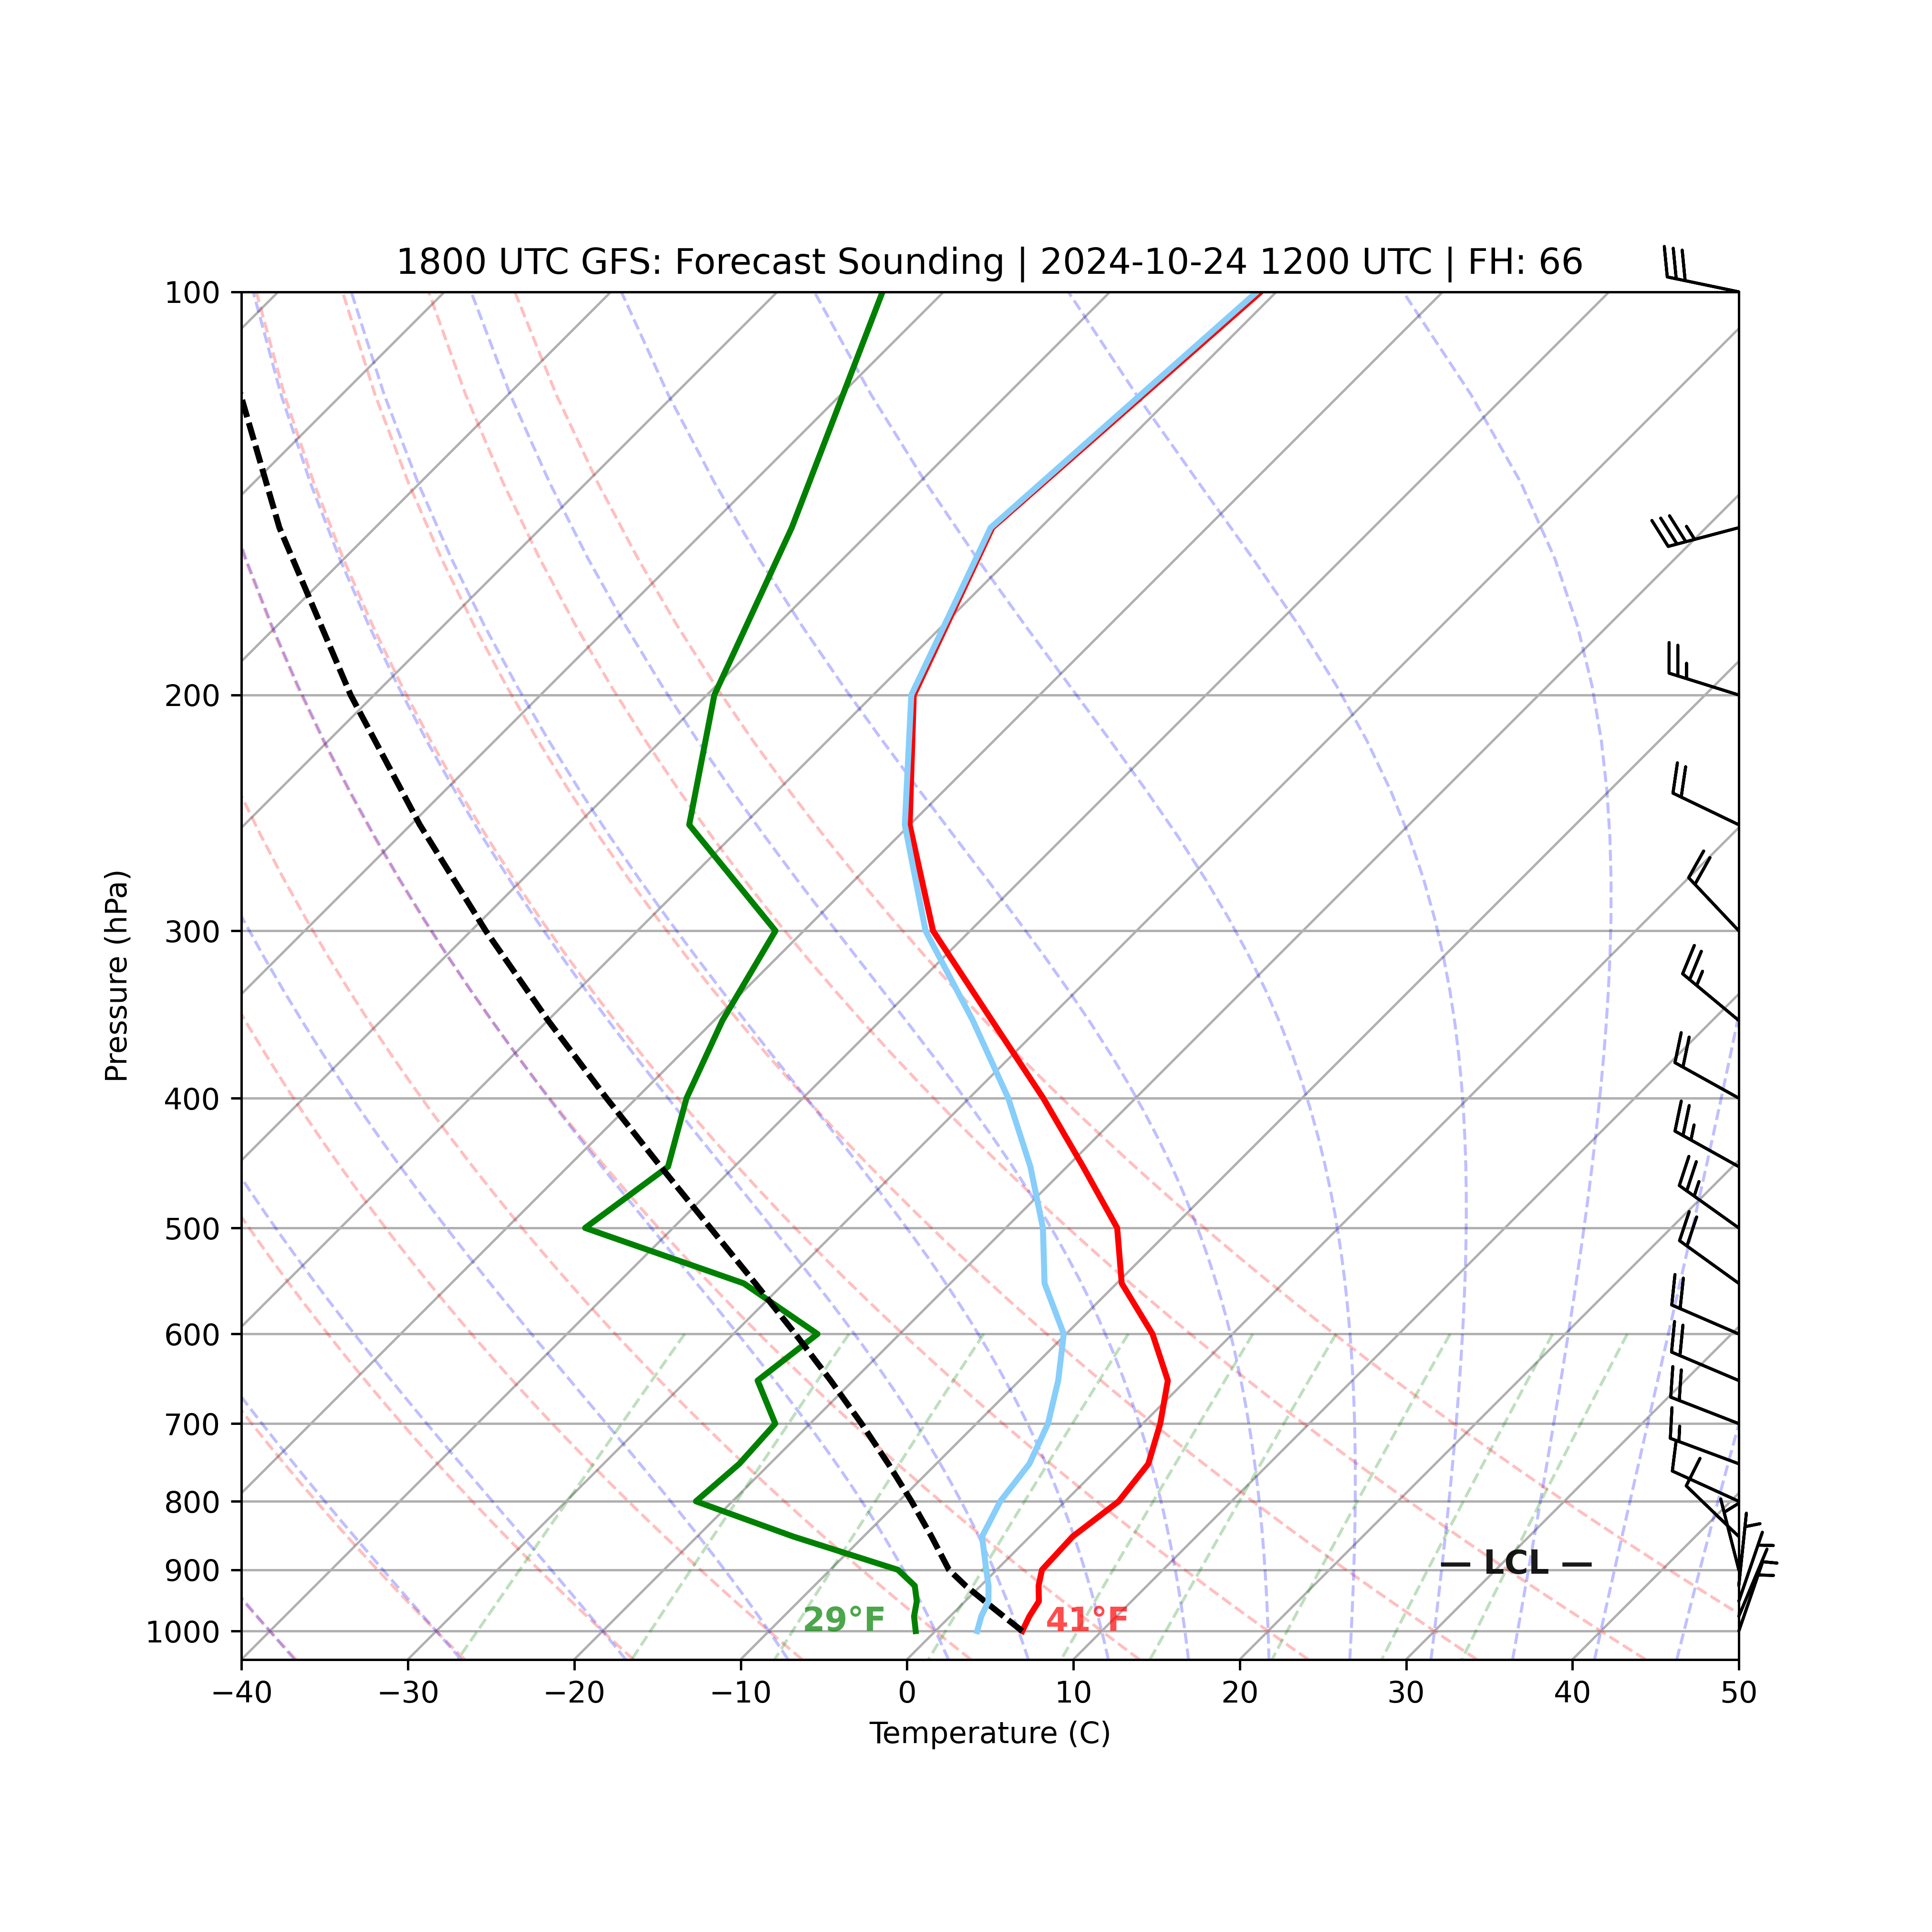 1800 UTC GFS: Forecast Sounding | 2024-10-24 1200 UTC | FH: 66
100
200
300
400
500
600
700
800
900
1000
Pressure (hPa)
— LCL —
29°F
41°F
−40 −30 −20 −10 0 10 20 30 40 50
Temperature (C)